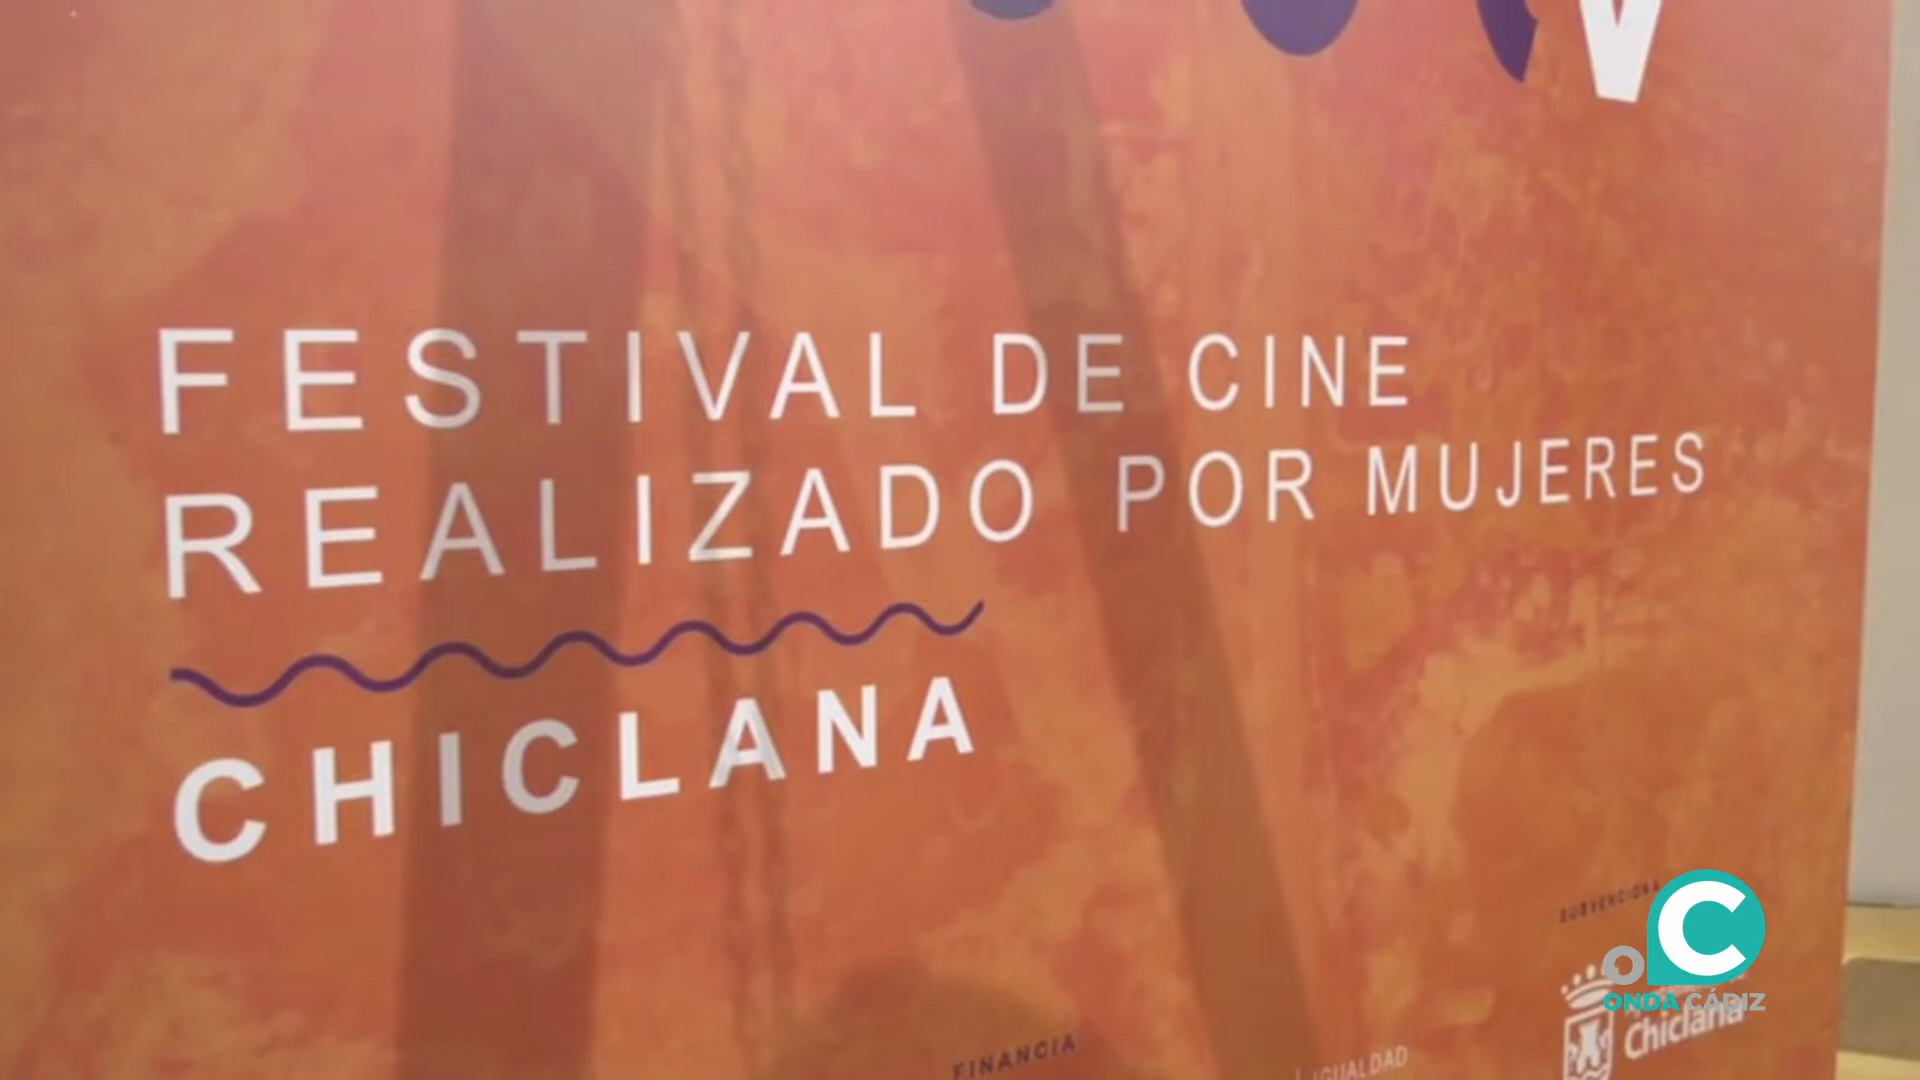 V
FESTIVAL DE CINE
REALIZADO POR MUJERES
CHICLANA
SUBVENCIONA
C
ONDA CÁDIZ
Chiclana
FINANCIA
IGUALDAD